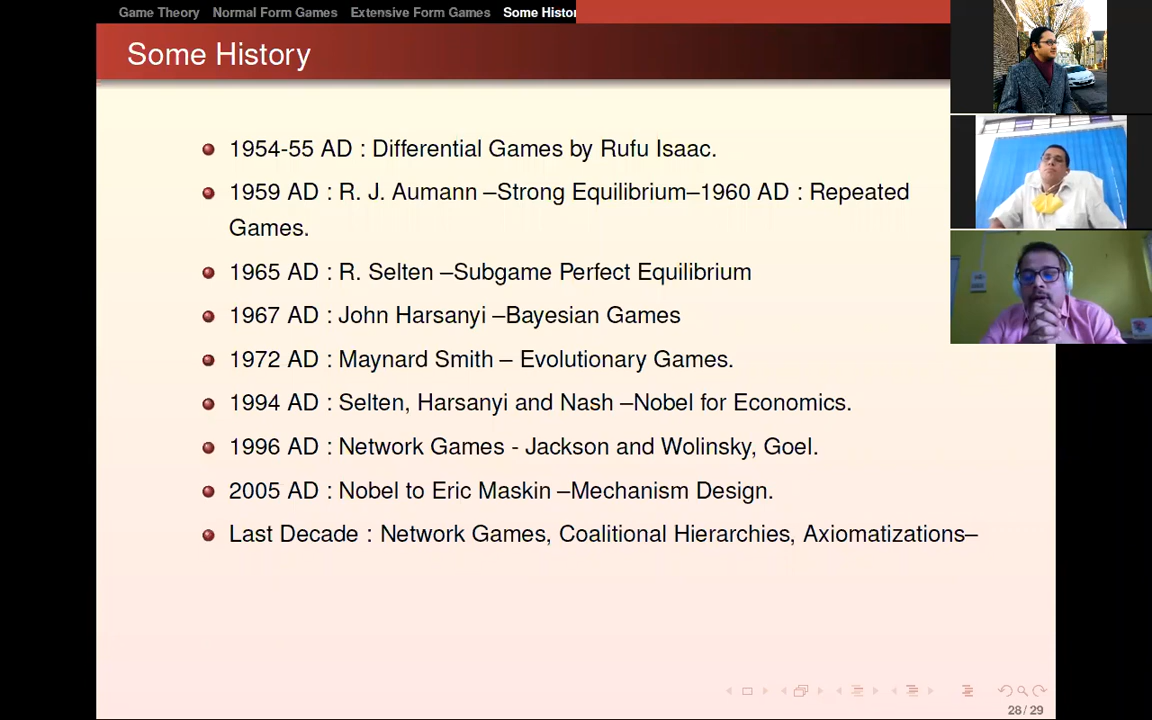 Game Theory Normal Form Games Extensive Form Games Some Histor
Some History
1954-55 AD : Differential Games by Rufu Isaac.
1959 AD : R. J. Aumann –Strong Equilibrium–1960 AD : Repeated
Games.
1965 AD : R. Selten –Subgame Perfect Equilibrium
1967 AD : John Harsanyi –Bayesian Games
1972 AD : Maynard Smith – Evolutionary Games.
1994 AD : Selten, Harsanyi and Nash –Nobel for Economics.
1996 AD : Network Games - Jackson and Wolinsky, Goel.
2005 AD : Nobel to Eric Maskin –Mechanism Design.
Last Decade : Network Games, Coalitional Hierarchies, Axiomatizations–
28 / 29